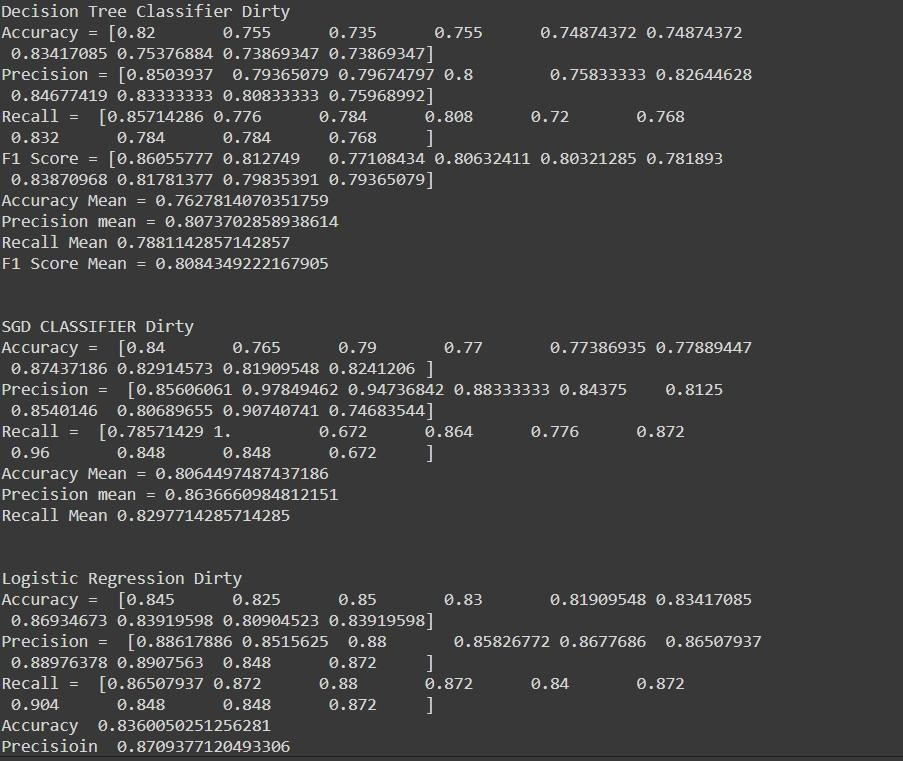 Decision Tree Classifier Dirty
Accuracy = [0.82       0.755      0.735      0.755      0.74874372 0.74874372
 0.83417085 0.75376884 0.73869347 0.73869347]
Precision = [0.8503937  0.79365079 0.79674797 0.8        0.75833333 0.82644628
 0.84677419 0.83333333 0.80833333 0.75968992]
Recall =  [0.85714286 0.776      0.784      0.808      0.72       0.768
 0.832      0.784      0.784      0.768     ]
F1 Score = [0.86055777 0.812749   0.77108434 0.80632411 0.80321285 0.781893
 0.83870968 0.81781377 0.79835391 0.79365079]
Accuracy Mean = 0.7627814070351759
Precision mean = 0.8073702858938614
Recall Mean 0.7881142857142857
F1 Score Mean = 0.8084349222167905
SGD CLASSIFIER Dirty
Accuracy =  [0.84       0.765      0.79       0.77       0.77386935 0.77889447
 0.87437186 0.82914573 0.81909548 0.8241206 ]
Precision =  [0.85606061 0.97849462 0.94736842 0.88333333 0.84375    0.8125
 0.8540146  0.80689655 0.90740741 0.74683544]
Recall =  [0.78571429 1.         0.672      0.864      0.776      0.872
 0.96       0.848      0.848      0.672     ]
Accuracy Mean = 0.8064497487437186
Precision mean = 0.8636660984812151
Recall Mean 0.8297714285714285
Logistic Regression Dirty
Accuracy =  [0.845      0.825      0.85       0.83       0.81909548 0.83417085
 0.86934673 0.83919598 0.80904523 0.83919598]
Precision =  [0.88617886 0.8515625  0.88       0.85826772 0.8677686  0.86507937
 0.88976378 0.8907563  0.848      0.872     ]
Recall =  [0.86507937 0.872      0.88       0.872      0.84       0.872
 0.904      0.848      0.848      0.872     ]
Accuracy  0.8360050251256281
Precisioin  0.8709377120493306